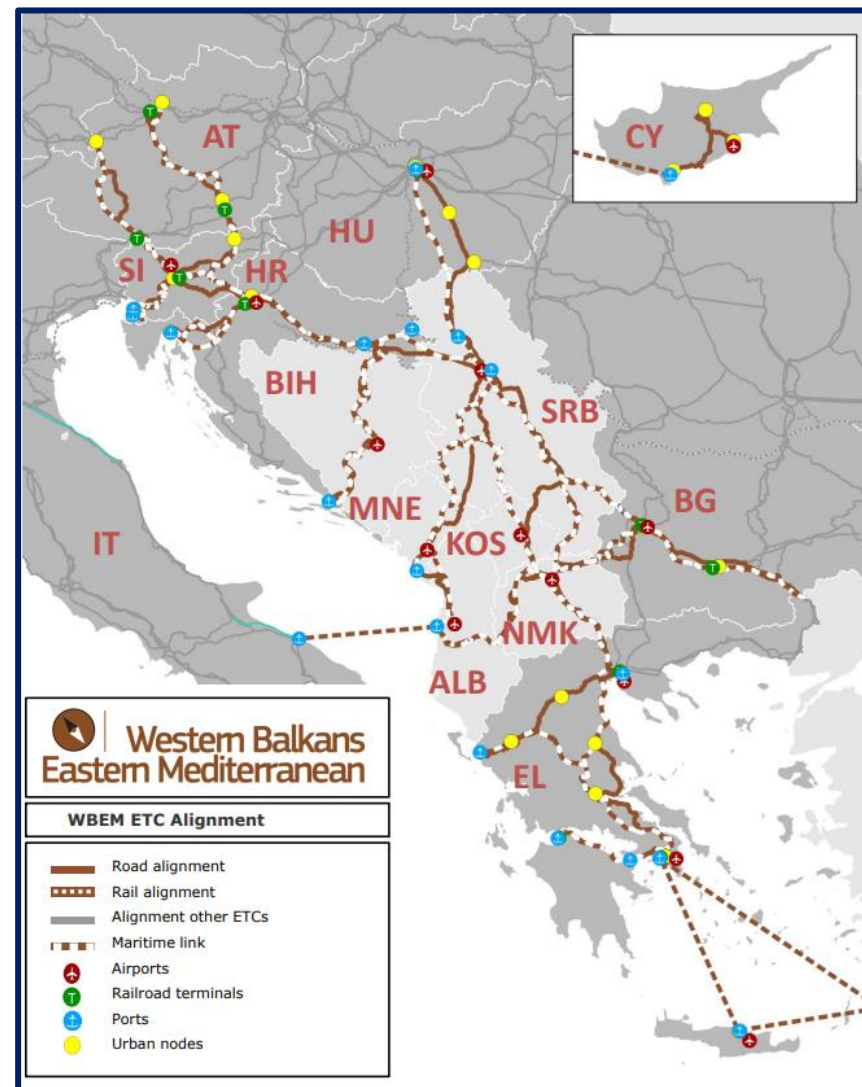 CY
AT
HU
SI
HR
BIH
SRB
MNE
KOS
BG
IT
NMK
ALB
EL
Western Balkans
Eastern Mediterranean
WBEM ETC Alignment
Road alignment
Rail alignment
Alignment other ETCs
Maritime link
Airports
T Railroad terminals
Ports
Urban nodes